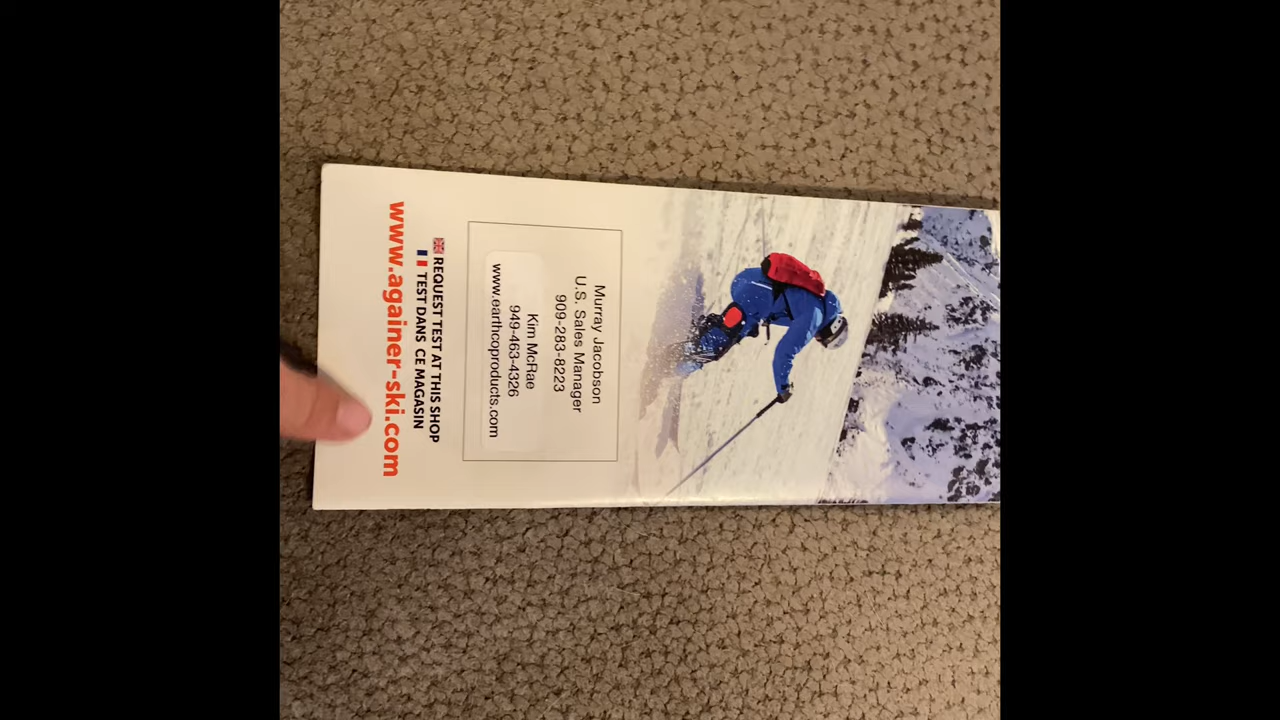 Murray Jacobson
U.S. Sales Manager
909-283-8223
Kim McRae
949-463-4326
www.earthcoproducts.com
REQUEST TEST AT THIS SHOP
TEST DANS CE MAGASIN
www.againer-ski.com